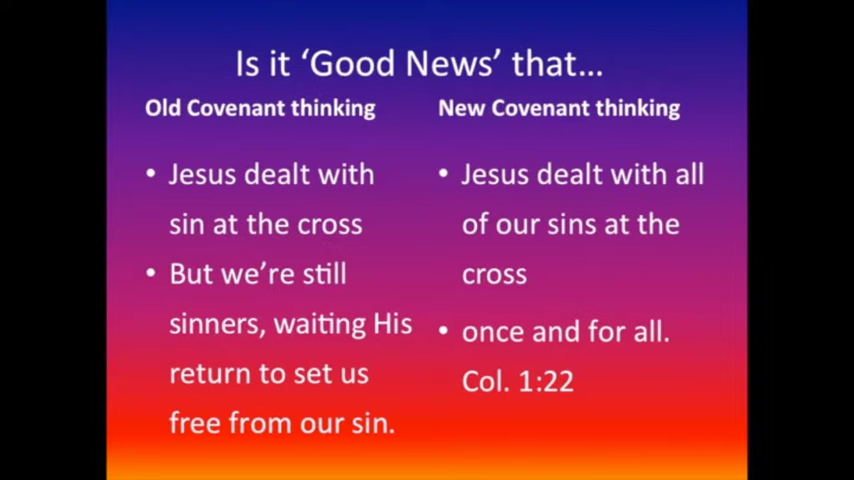 Is it ‘Good News’ that…
Old Covenant thinking
• Jesus dealt with
sin at the cross
• But we’re still
sinners, waiting His
return to set us
free from our sin.
New Covenant thinking
• Jesus dealt with all
of our sins at the
cross
• once and for all.
Col. 1:22